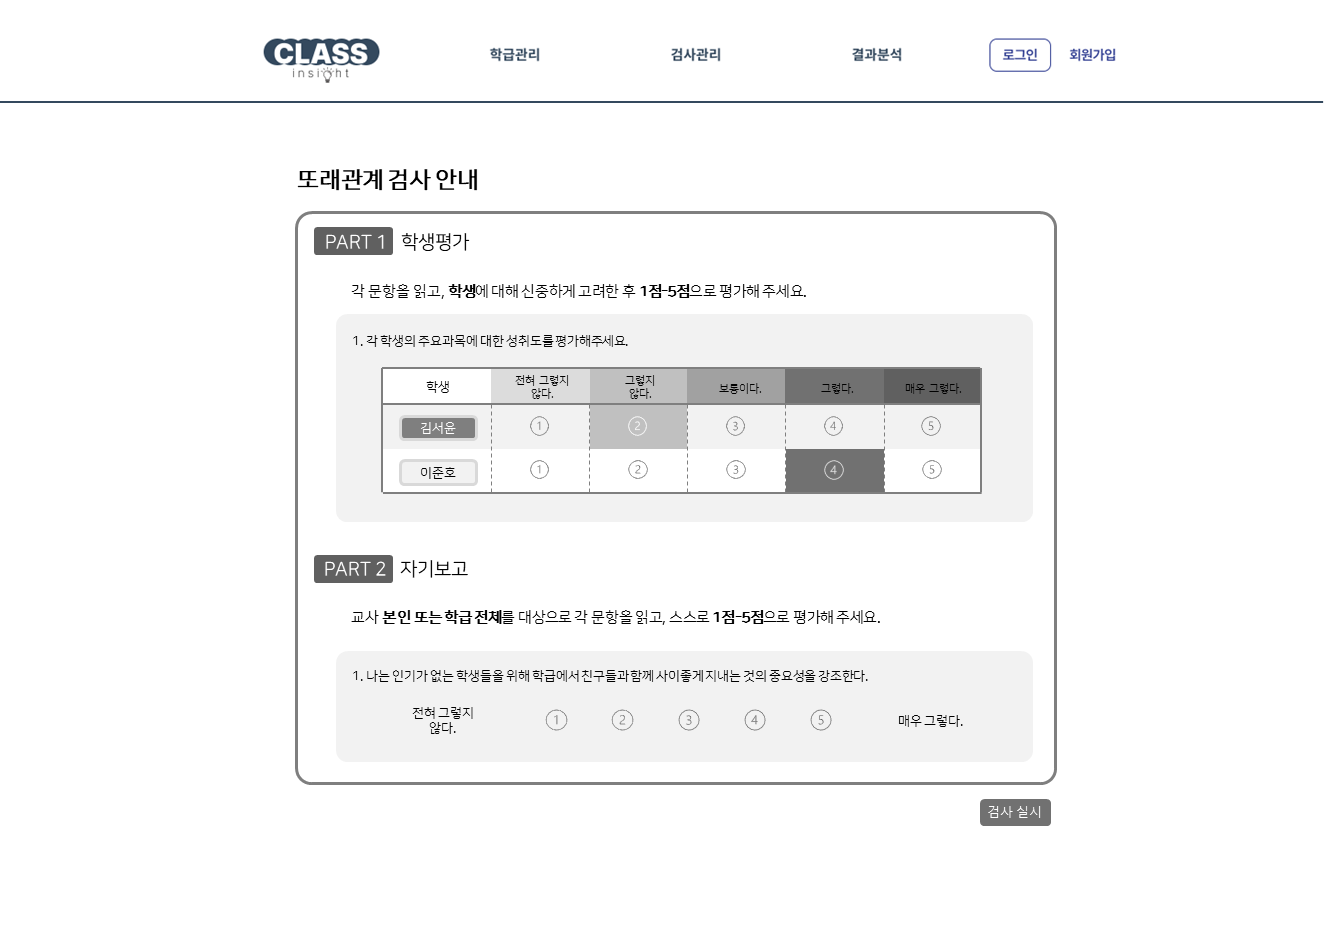 CLASS
insight
학급관리 검사관리 결과분석 로그인 회원가입
또래관계 검사 안내
PART 1 학생평가
각 문항을 읽고, 학생에 대해 신중하게 고려한 후 1점-5점으로 평가해 주세요.
1. 각 학생의 주요과목에 대한 성취도를 평가해주세요.
학생 전혀 그렇지 않다. 그렇지 않다. 보통이다. 그렇다. 매우 그렇다.
김서윤 1 2 3 4 5
이준호 1 2 3 4 5
PART 2 자기보고
교사 본인 또는 학급 전체를 대상으로 각 문항을 읽고, 스스로 1점-5점으로 평가해 주세요.
1. 나는 인기가 없는 학생들을 위해 학급에서 친구들과 함께 사이좋게 지내는 것의 중요성을 강조한다.
전혀 그렇지 않다. 1 2 3 4 5 매우 그렇다.
검사 실시